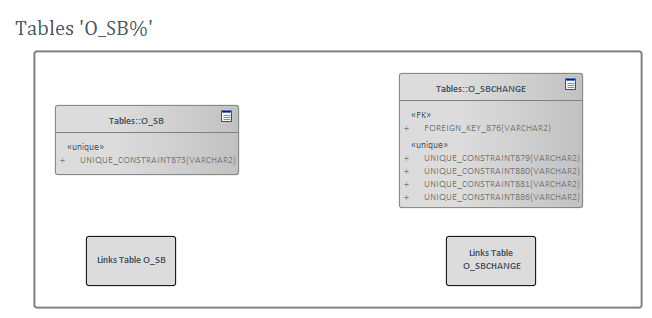 Tables 'O_SB%'
Tables::O_SB
«unique»
+ UNIQUE_CONSTRAINT873(VARCHAR2)
Links Table O_SB
Tables::O_SBCHANGE
«FK»
+ FOREIGN_KEY_876(VARCHAR2)
«unique»
+ UNIQUE_CONSTRAINT879(VARCHAR2)
+ UNIQUE_CONSTRAINT880(VARCHAR2)
+ UNIQUE_CONSTRAINT881(VARCHAR2)
+ UNIQUE_CONSTRAINT886(VARCHAR2)
Links Table
O_SBCHANGE